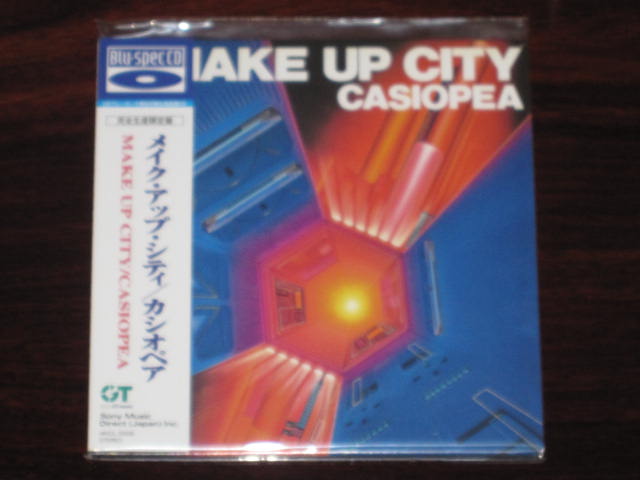 Blu-spec CD
MAKE UP CITY
CASIOPEA
完全生産限定盤
メイク・アップ・シティ/カシオペア
MAKE UP CITY/CASIOPEA
GT
Sony Music
Direct (Japan) Inc.